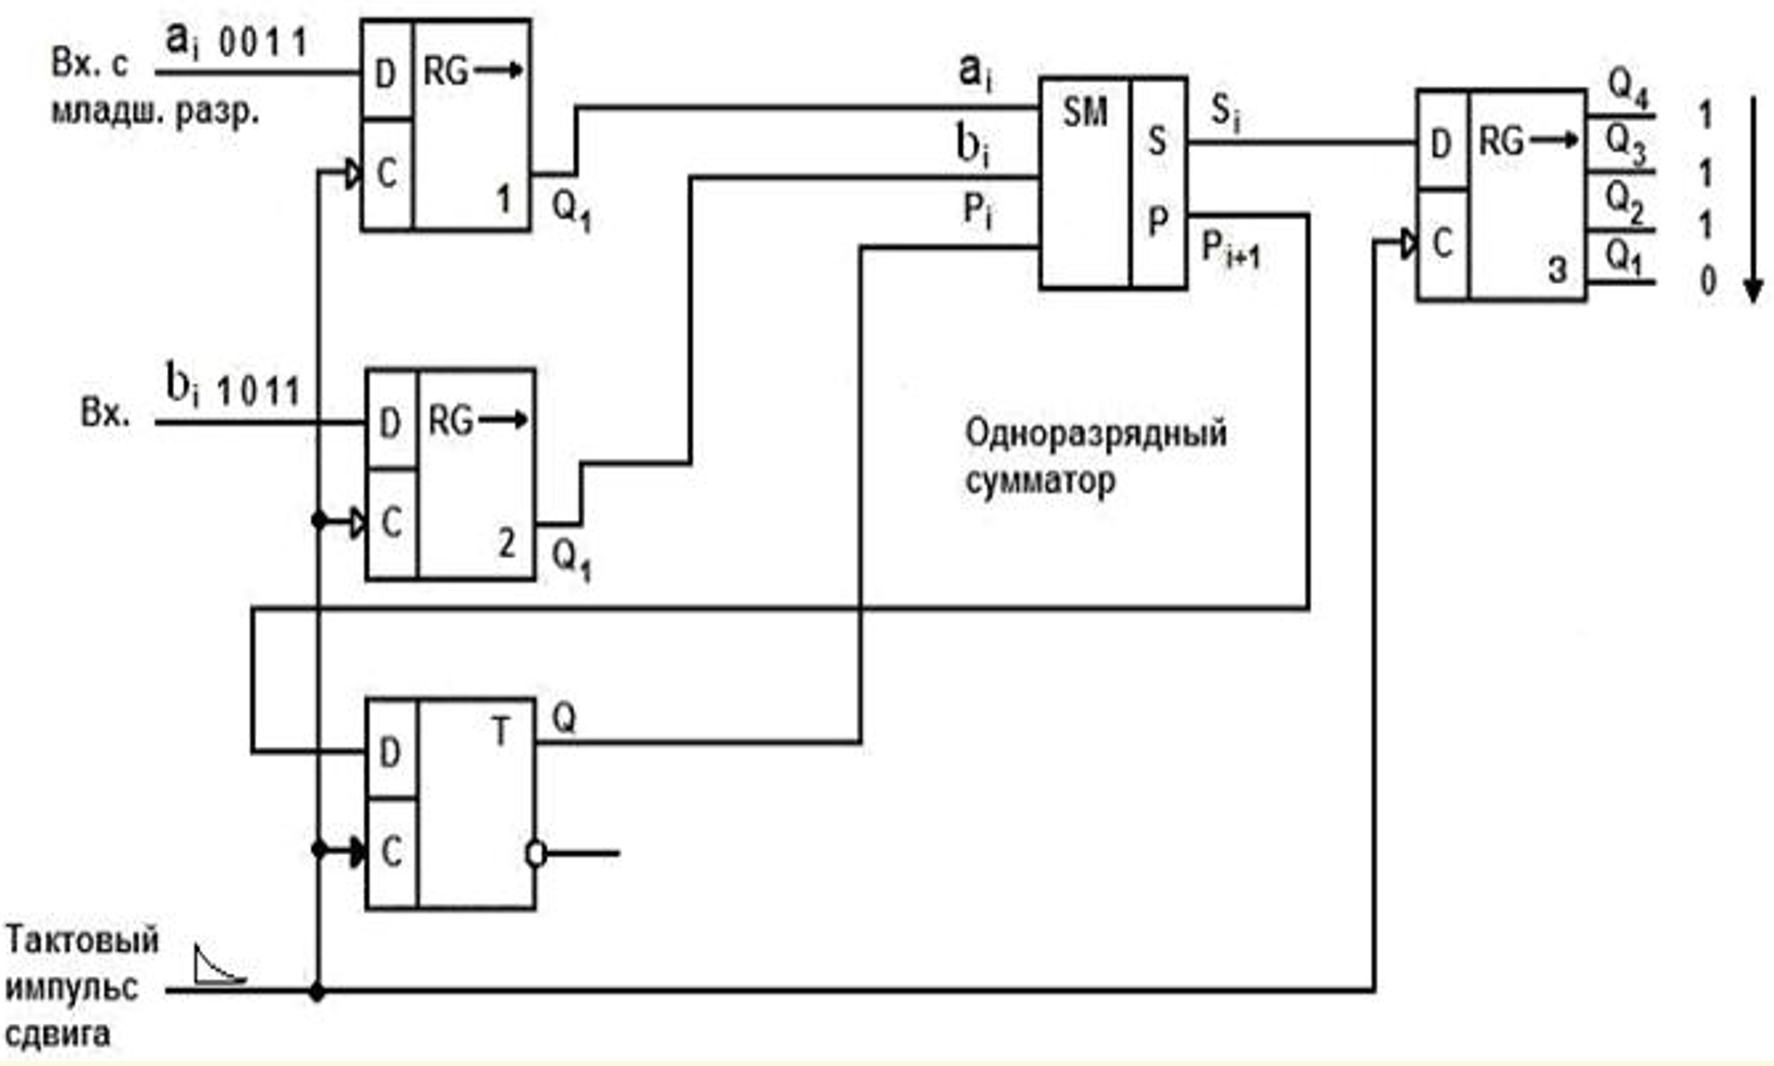 Вх. с
младш. разр.
ai 0011
D
RG
C
1
Q1
ai
bi
Pi
SM
S
P
Si
Pi+1
D
RG
C
3
Q4
1
Q3
1
Q2
1
Q1
0
Вх.
bi 1011
D
RG
C
2
Q1
Одноразрядный
сумматор
D
T
C
Q
Тактовый
импульс
сдвига